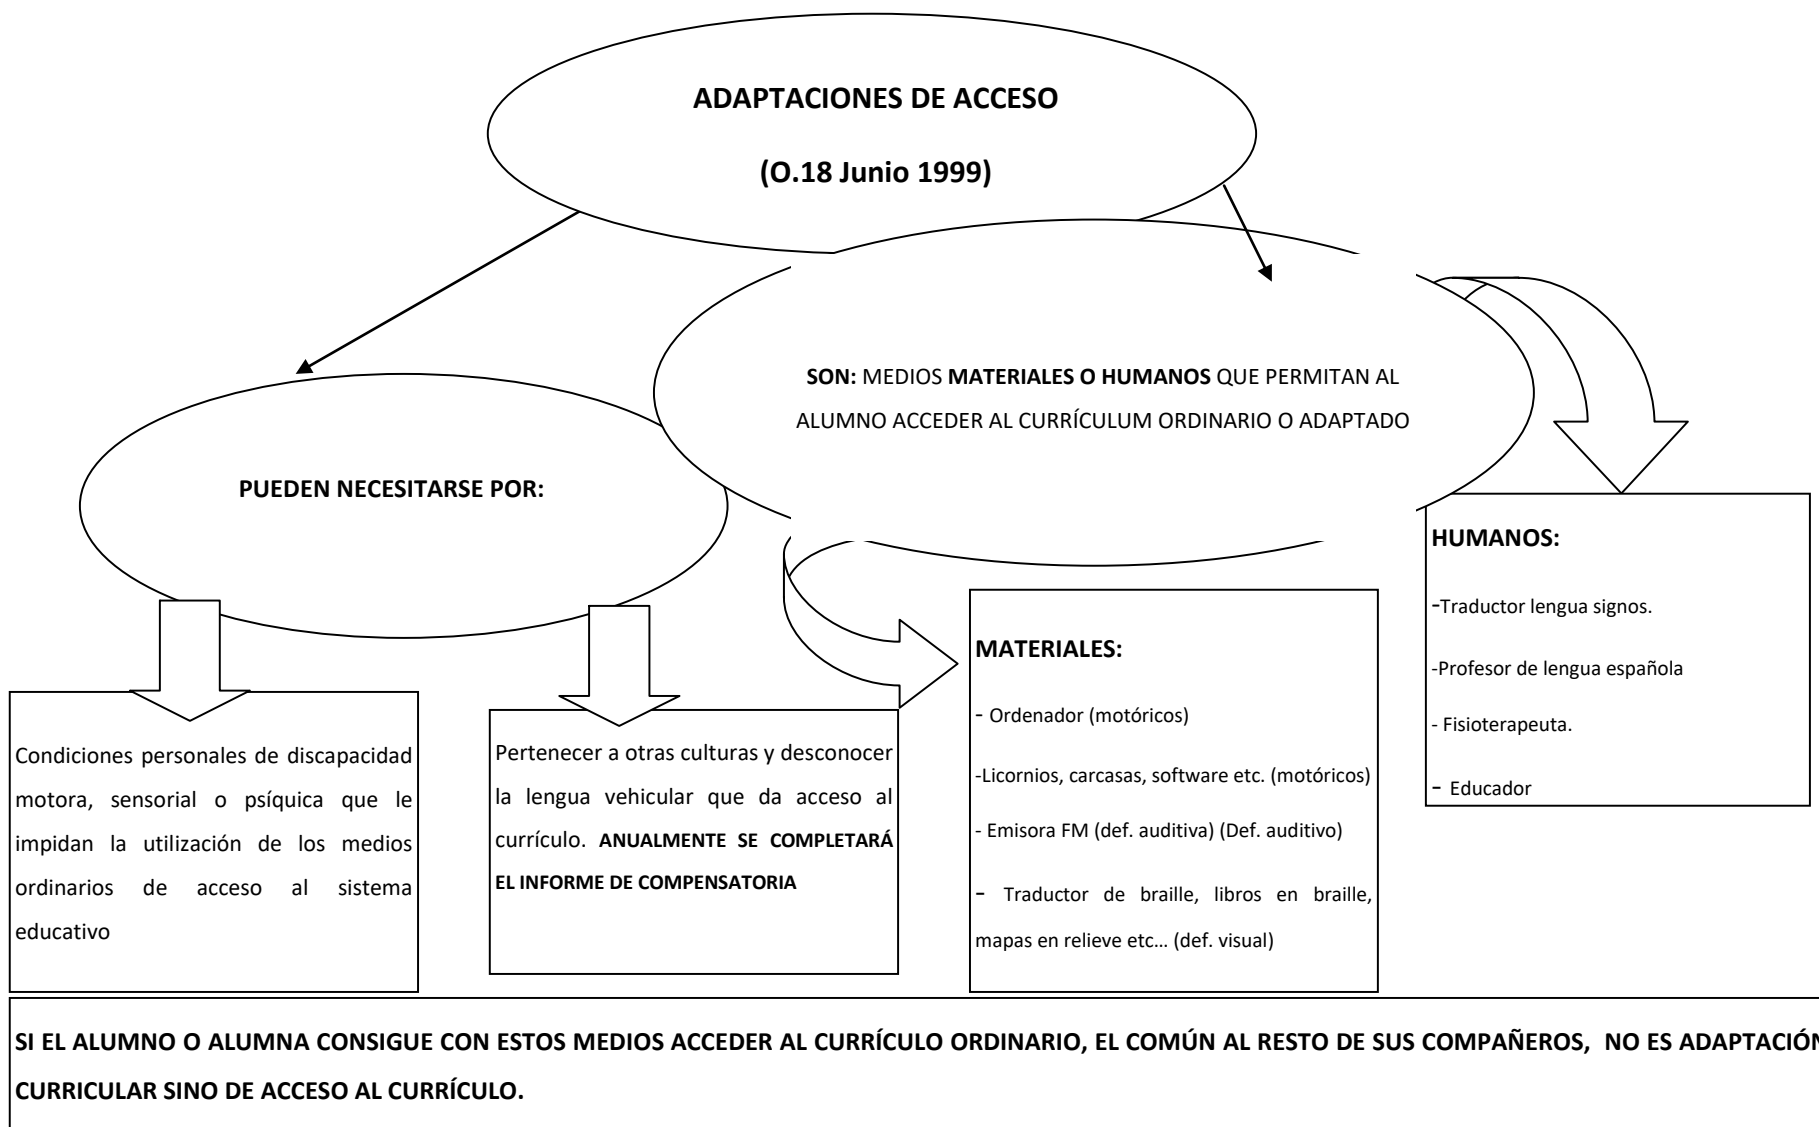 ADAPTACIONES DE ACCESO
(O.18 Junio 1999)
SON: MEDIOS MATERIALES O HUMANOS QUE PERMITAN AL
ALUMNO ACCEDER AL CURRÍCULUM ORDINARIO O ADAPTADO
PUEDEN NECESITARSE POR:
Condiciones personales de discapacidad
motora, sensorial o psíquica que le
impidan la utilización de los medios
ordinarios de acceso al sistema
educativo
Pertenecer a otras culturas y desconocer
la lengua vehicular que da acceso al
currículo. ANUALMENTE SE COMPLETARÁ
EL INFORME DE COMPENSATORIA
MATERIALES:
- Ordenador (motóricos)
-Licornios, carcasas, software etc. (motóricos)
- Emisora FM (def. auditiva) (Def. auditivo)
- Traductor de braille, libros en braille,
mapas en relieve etc... (def. visual)
HUMANOS:
-Traductor lengua signos.
-Profesor de lengua española
- Fisioterapeuta.
- Educador
SI EL ALUMNO O ALUMNA CONSIGUE CON ESTOS MEDIOS ACCEDER AL CURRÍCULO ORDINARIO, EL COMÚN AL RESTO DE SUS COMPAÑEROS, NO ES ADAPTACIÓN
CURRICULAR SINO DE ACCESO AL CURRÍCULO.